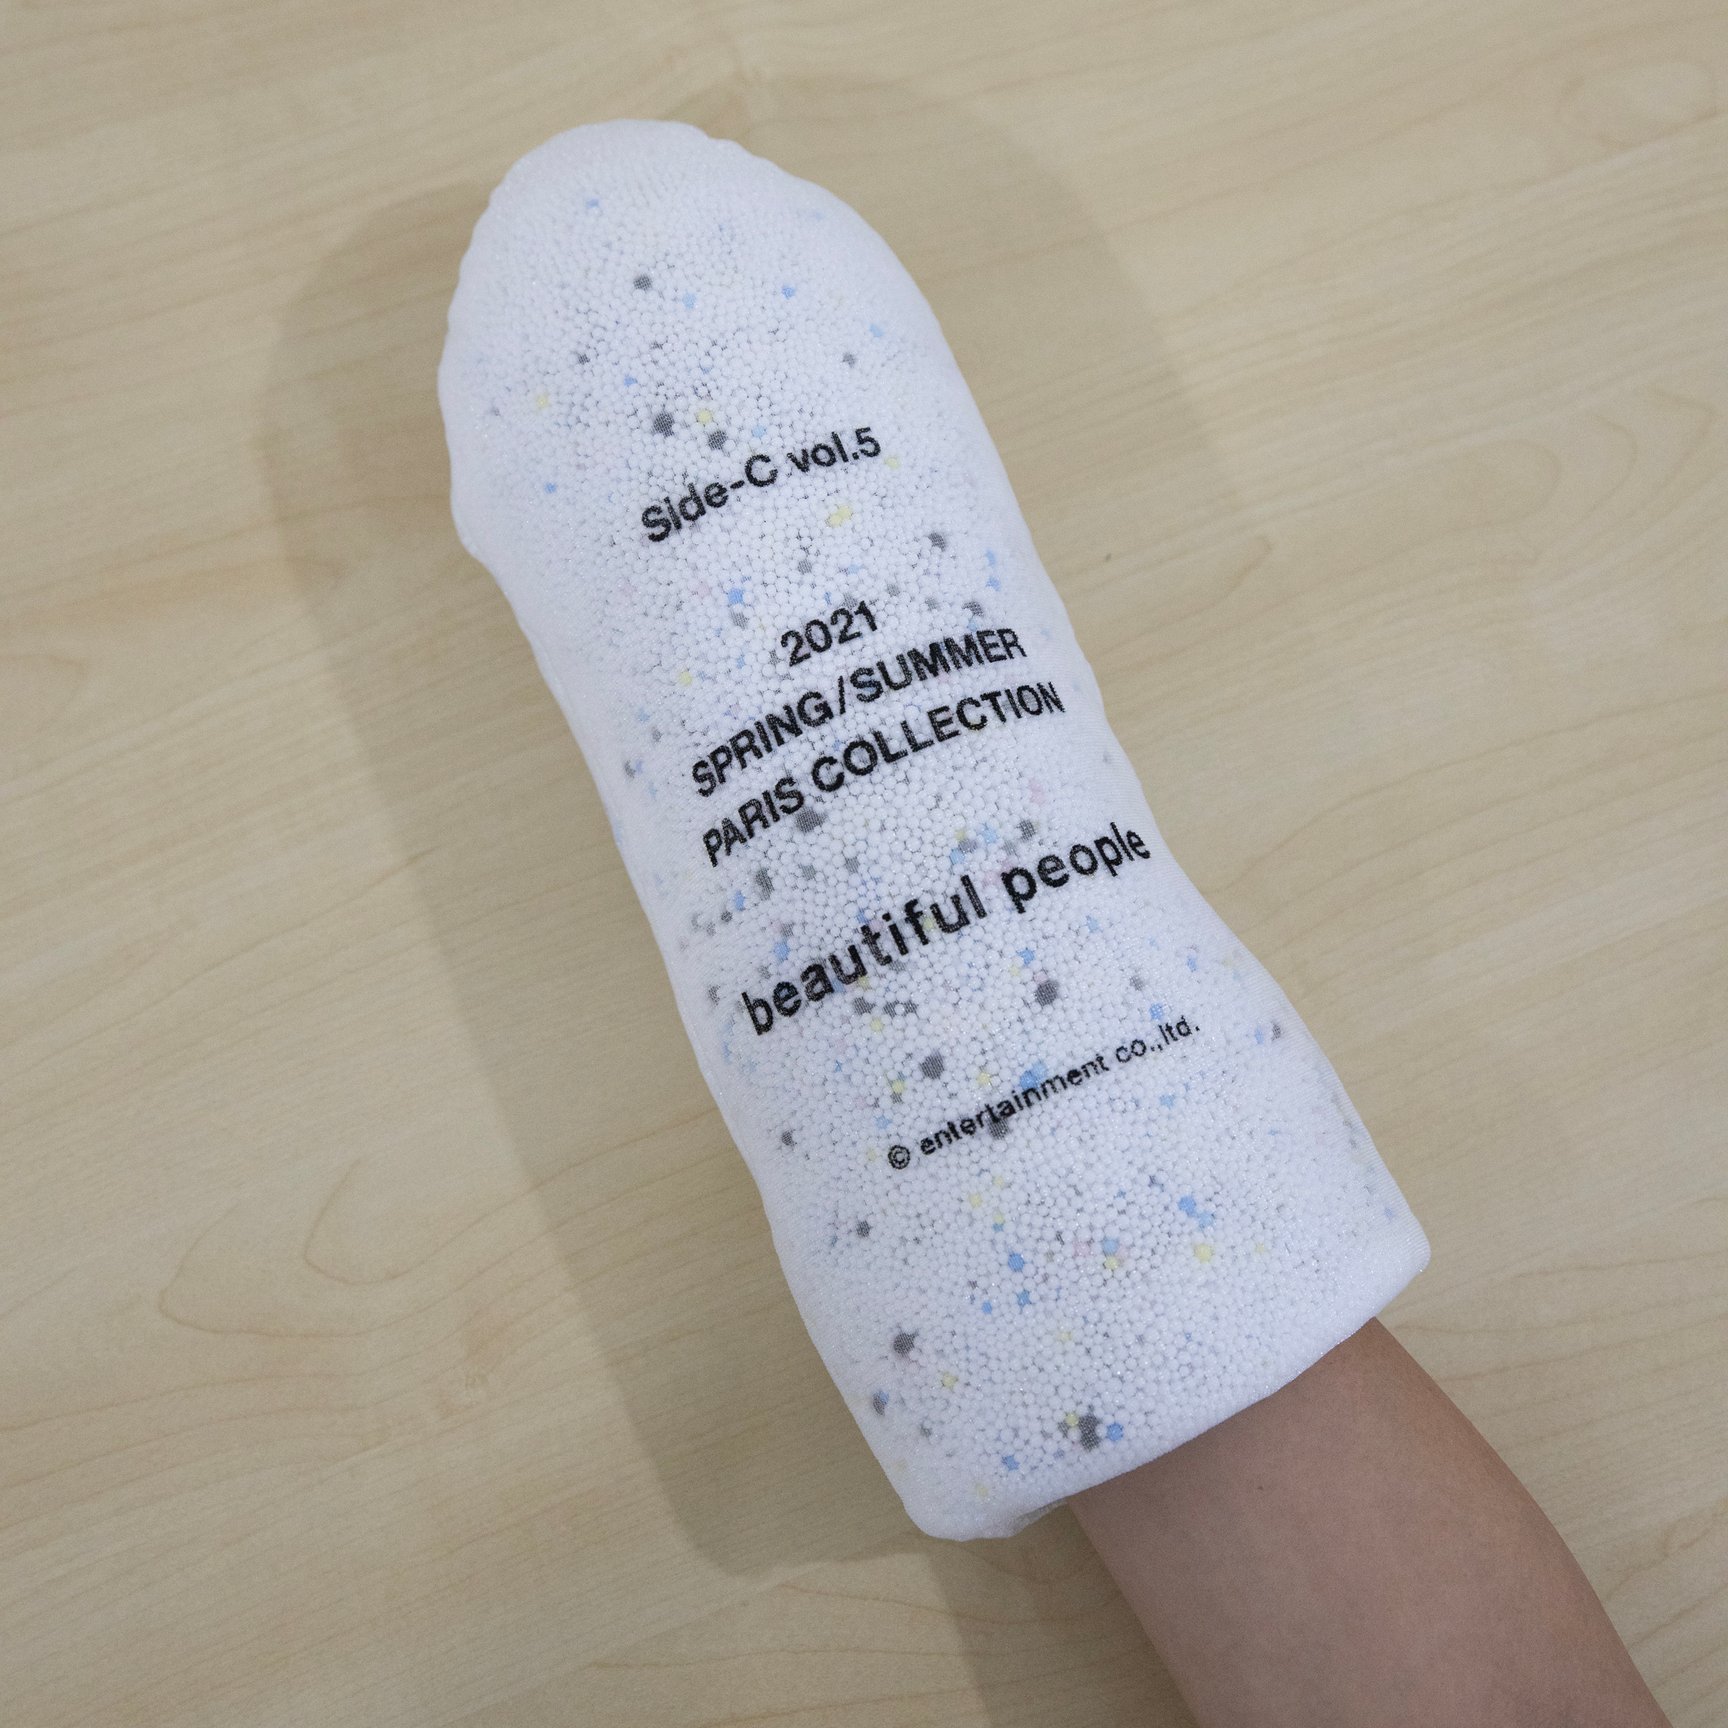 Side-C vol.5
2021
SPRING/SUMMER
PARIS COLLECTION
beautiful people
© entertainment co.,ltd.